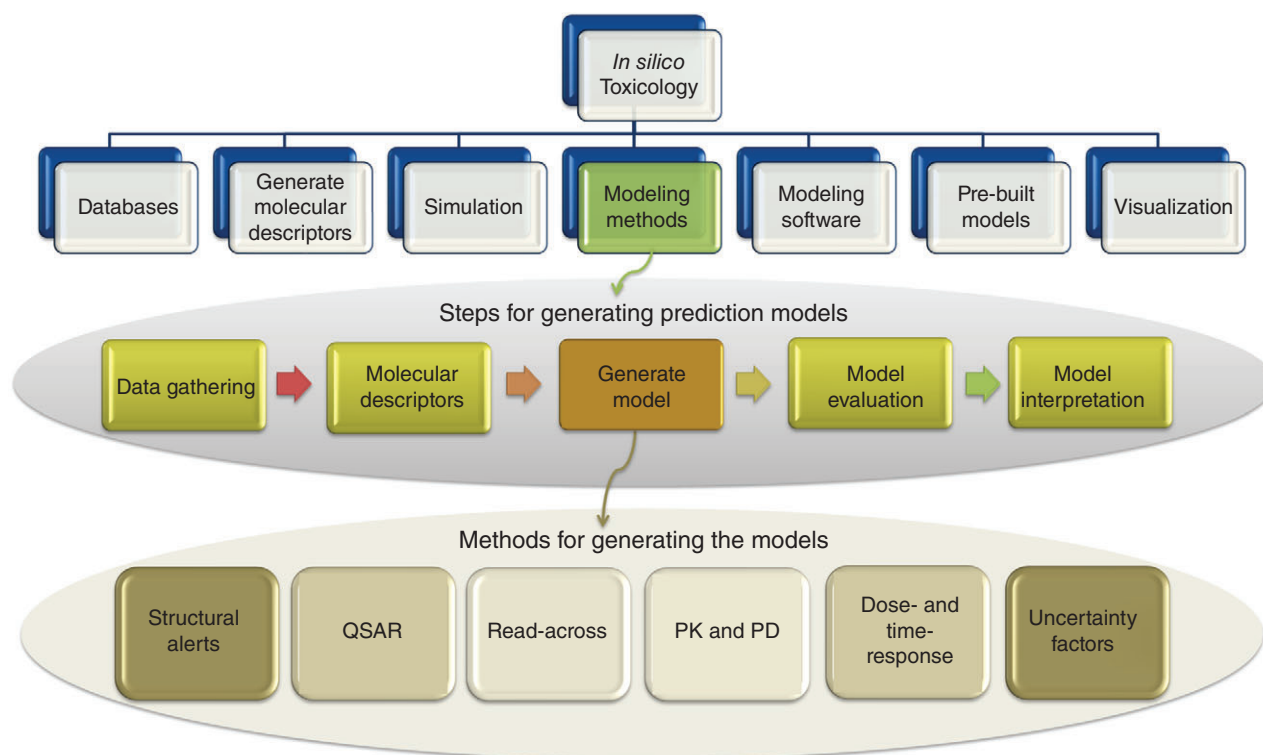 In silico
Toxicology
Databases
Generate
molecular
descriptors
Simulation
Modeling
methods
Modeling
software
Pre-built
models
Visualization
Steps for generating prediction models
Data gathering
Molecular
descriptors
Generate
model
Model
evaluation
Model
interpretation
Methods for generating the models
Structural
alerts
QSAR
Read-across
PK and PD
Dose- and
time-
response
Uncertainty
factors